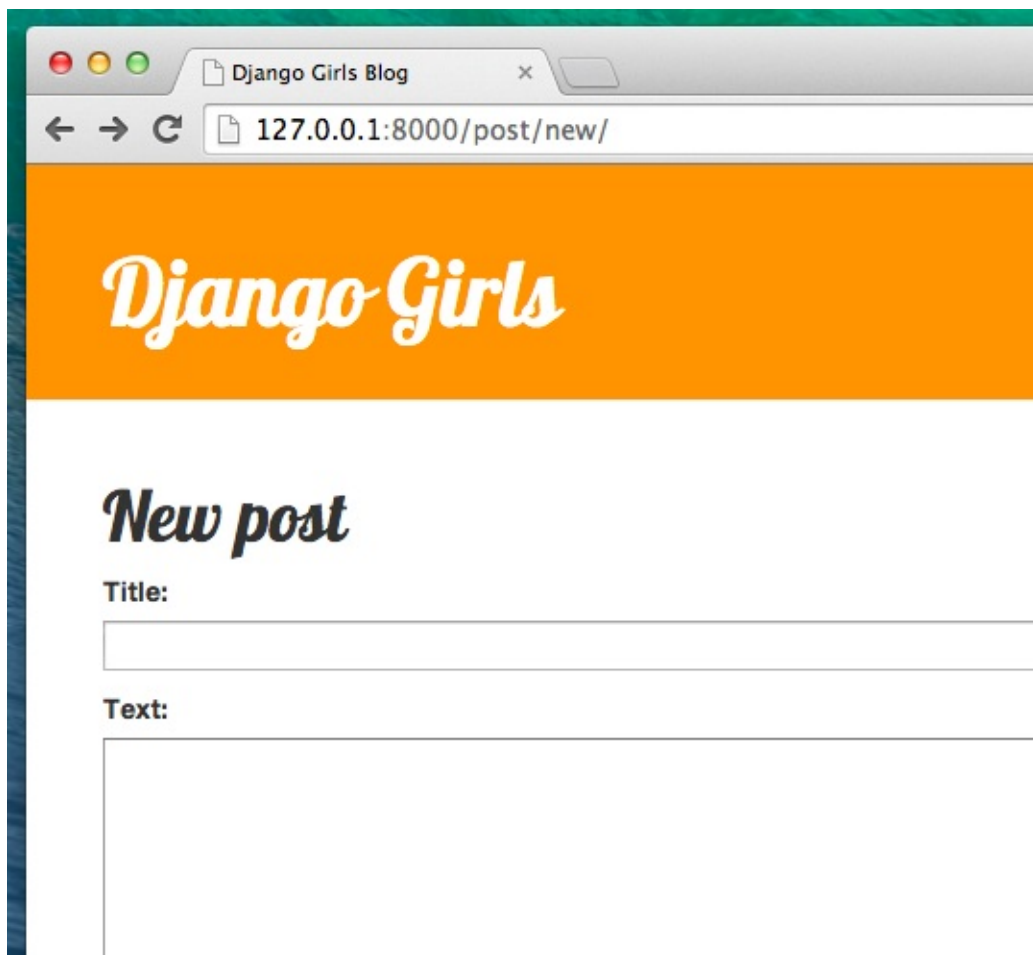 Django Girls Blog
127.0.0.1:8000/post/new/
Django Girls
New post
Title:
Text: